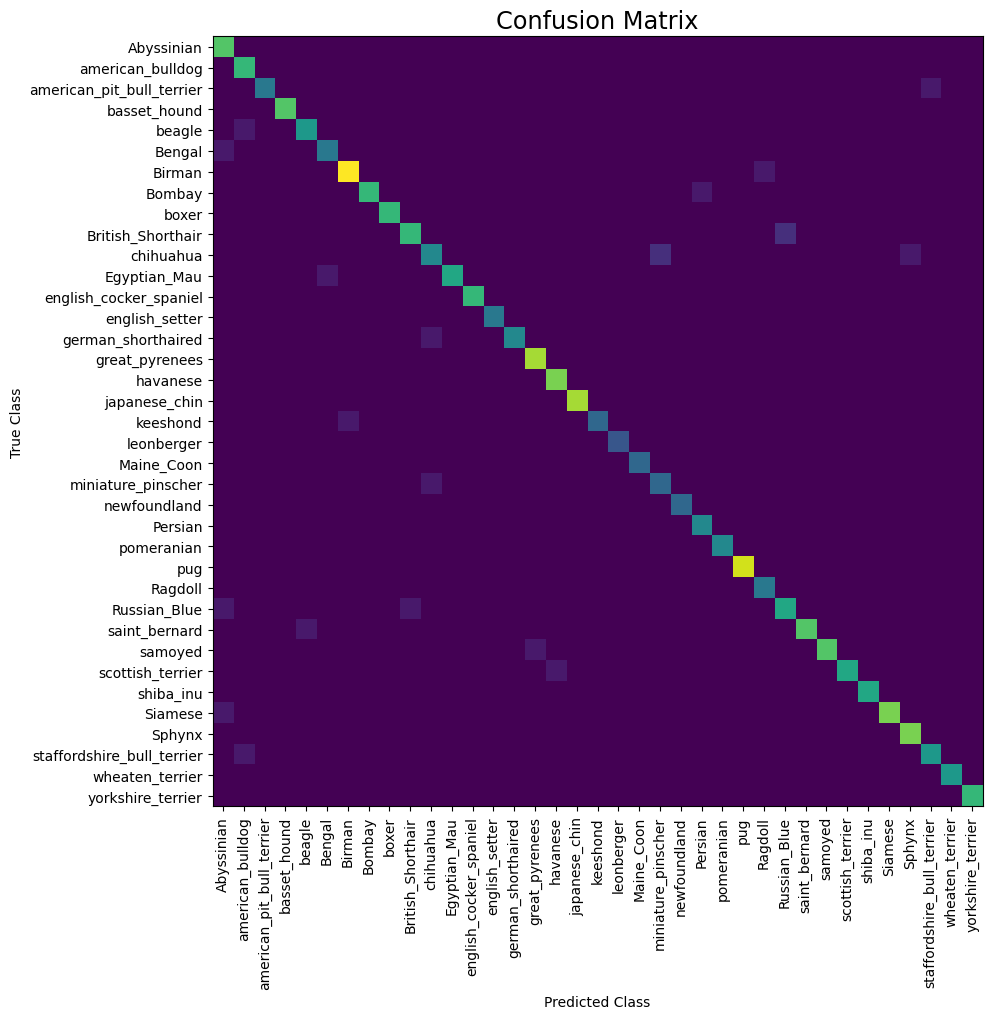 Confusion Matrix
True Class
Abyssinian
american_bulldog
american_pit_bull_terrier
basset_hound
beagle
Bengal
Birman
Bombay
boxer
British_Shorthair
chihuahua
Egyptian_Mau
english_cocker_spaniel
english_setter
german_shorthaired
great_pyrenees
havanese
japanese_chin
keeshond
leonberger
Maine_Coon
miniature_pinscher
newfoundland
Persian
pomeranian
pug
Ragdoll
Russian_Blue
saint_bernard
samoyed
scottish_terrier
shiba_inu
Siamese
Sphynx
staffordshire_bull_terrier
wheaten_terrier
yorkshire_terrier
Abyssinian
american_bulldog
american_pit_bull_terrier
basset_hound
beagle
Bengal
Birman
Bombay
boxer
British_Shorthair
chihuahua
Egyptian_Mau
english_cocker_spaniel
english_setter
german_shorthaired
great_pyrenees
havanese
japanese_chin
keeshond
leonberger
Maine_Coon
miniature_pinscher
newfoundland
Persian
pomeranian
pug
Ragdoll
Russian_Blue
saint_bernard
samoyed
scottish_terrier
shiba_inu
Siamese
Sphynx
staffordshire_bull_terrier
wheaten_terrier
yorkshire_terrier
Predicted Class